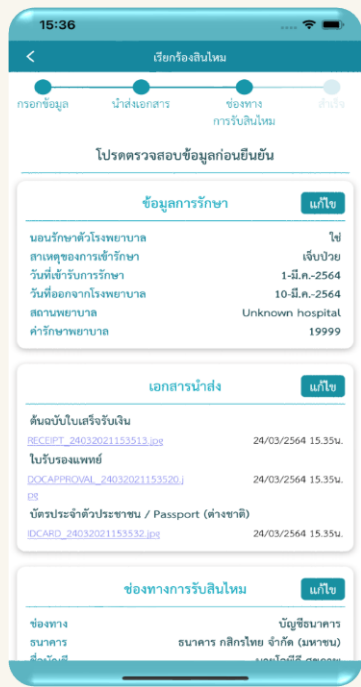 15:36
เรียกร้องสินไหม
กรอกข้อมูล นำส่งเอกสาร ช่องทาง สำเร็จ
การรับสินไหม
โปรดตรวจสอบข้อมูลก่อนยืนยัน
ข้อมูลการรักษา แก้ไข
นอนรักษาตัวโรงพยาบาล ใช่
สาเหตุของการเข้ารักษา เจ็บป่วย
วันที่เข้ารับการรักษา 1-มี.ค.-2564
วันที่ออกจากโรงพยาบาล 10-มี.ค.-2564
สถานพยาบาล Unknown hospital
ค่ารักษาพยาบาล 19999
เอกสารนำส่ง แก้ไข
ต้นฉบับใบเสร็จรับเงิน
RECEIPT_24032021153513.jpg 24/03/2564 15.35น.
ใบรับรองแพทย์
DOCAPPROVAL_24032021153520.j 24/03/2564 15.35น.
pg
บัตรประจำตัวประชาชน / Passport (ต่างชาติ)
IDCARD_24032021153532.jpg 24/03/2564 15.35น.
ช่องทางการรับสินไหม แก้ไข
ช่องทาง บัญชีธนาคาร
ธนาคาร ธนาคาร กสิกรไทย จำกัด (มหาชน)
ชื่อบัญชี